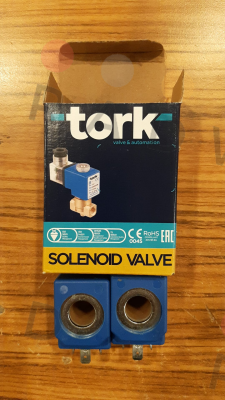 tork
valve & automation
CE
0045
RoHS
EAC
SOLENOID VALVE